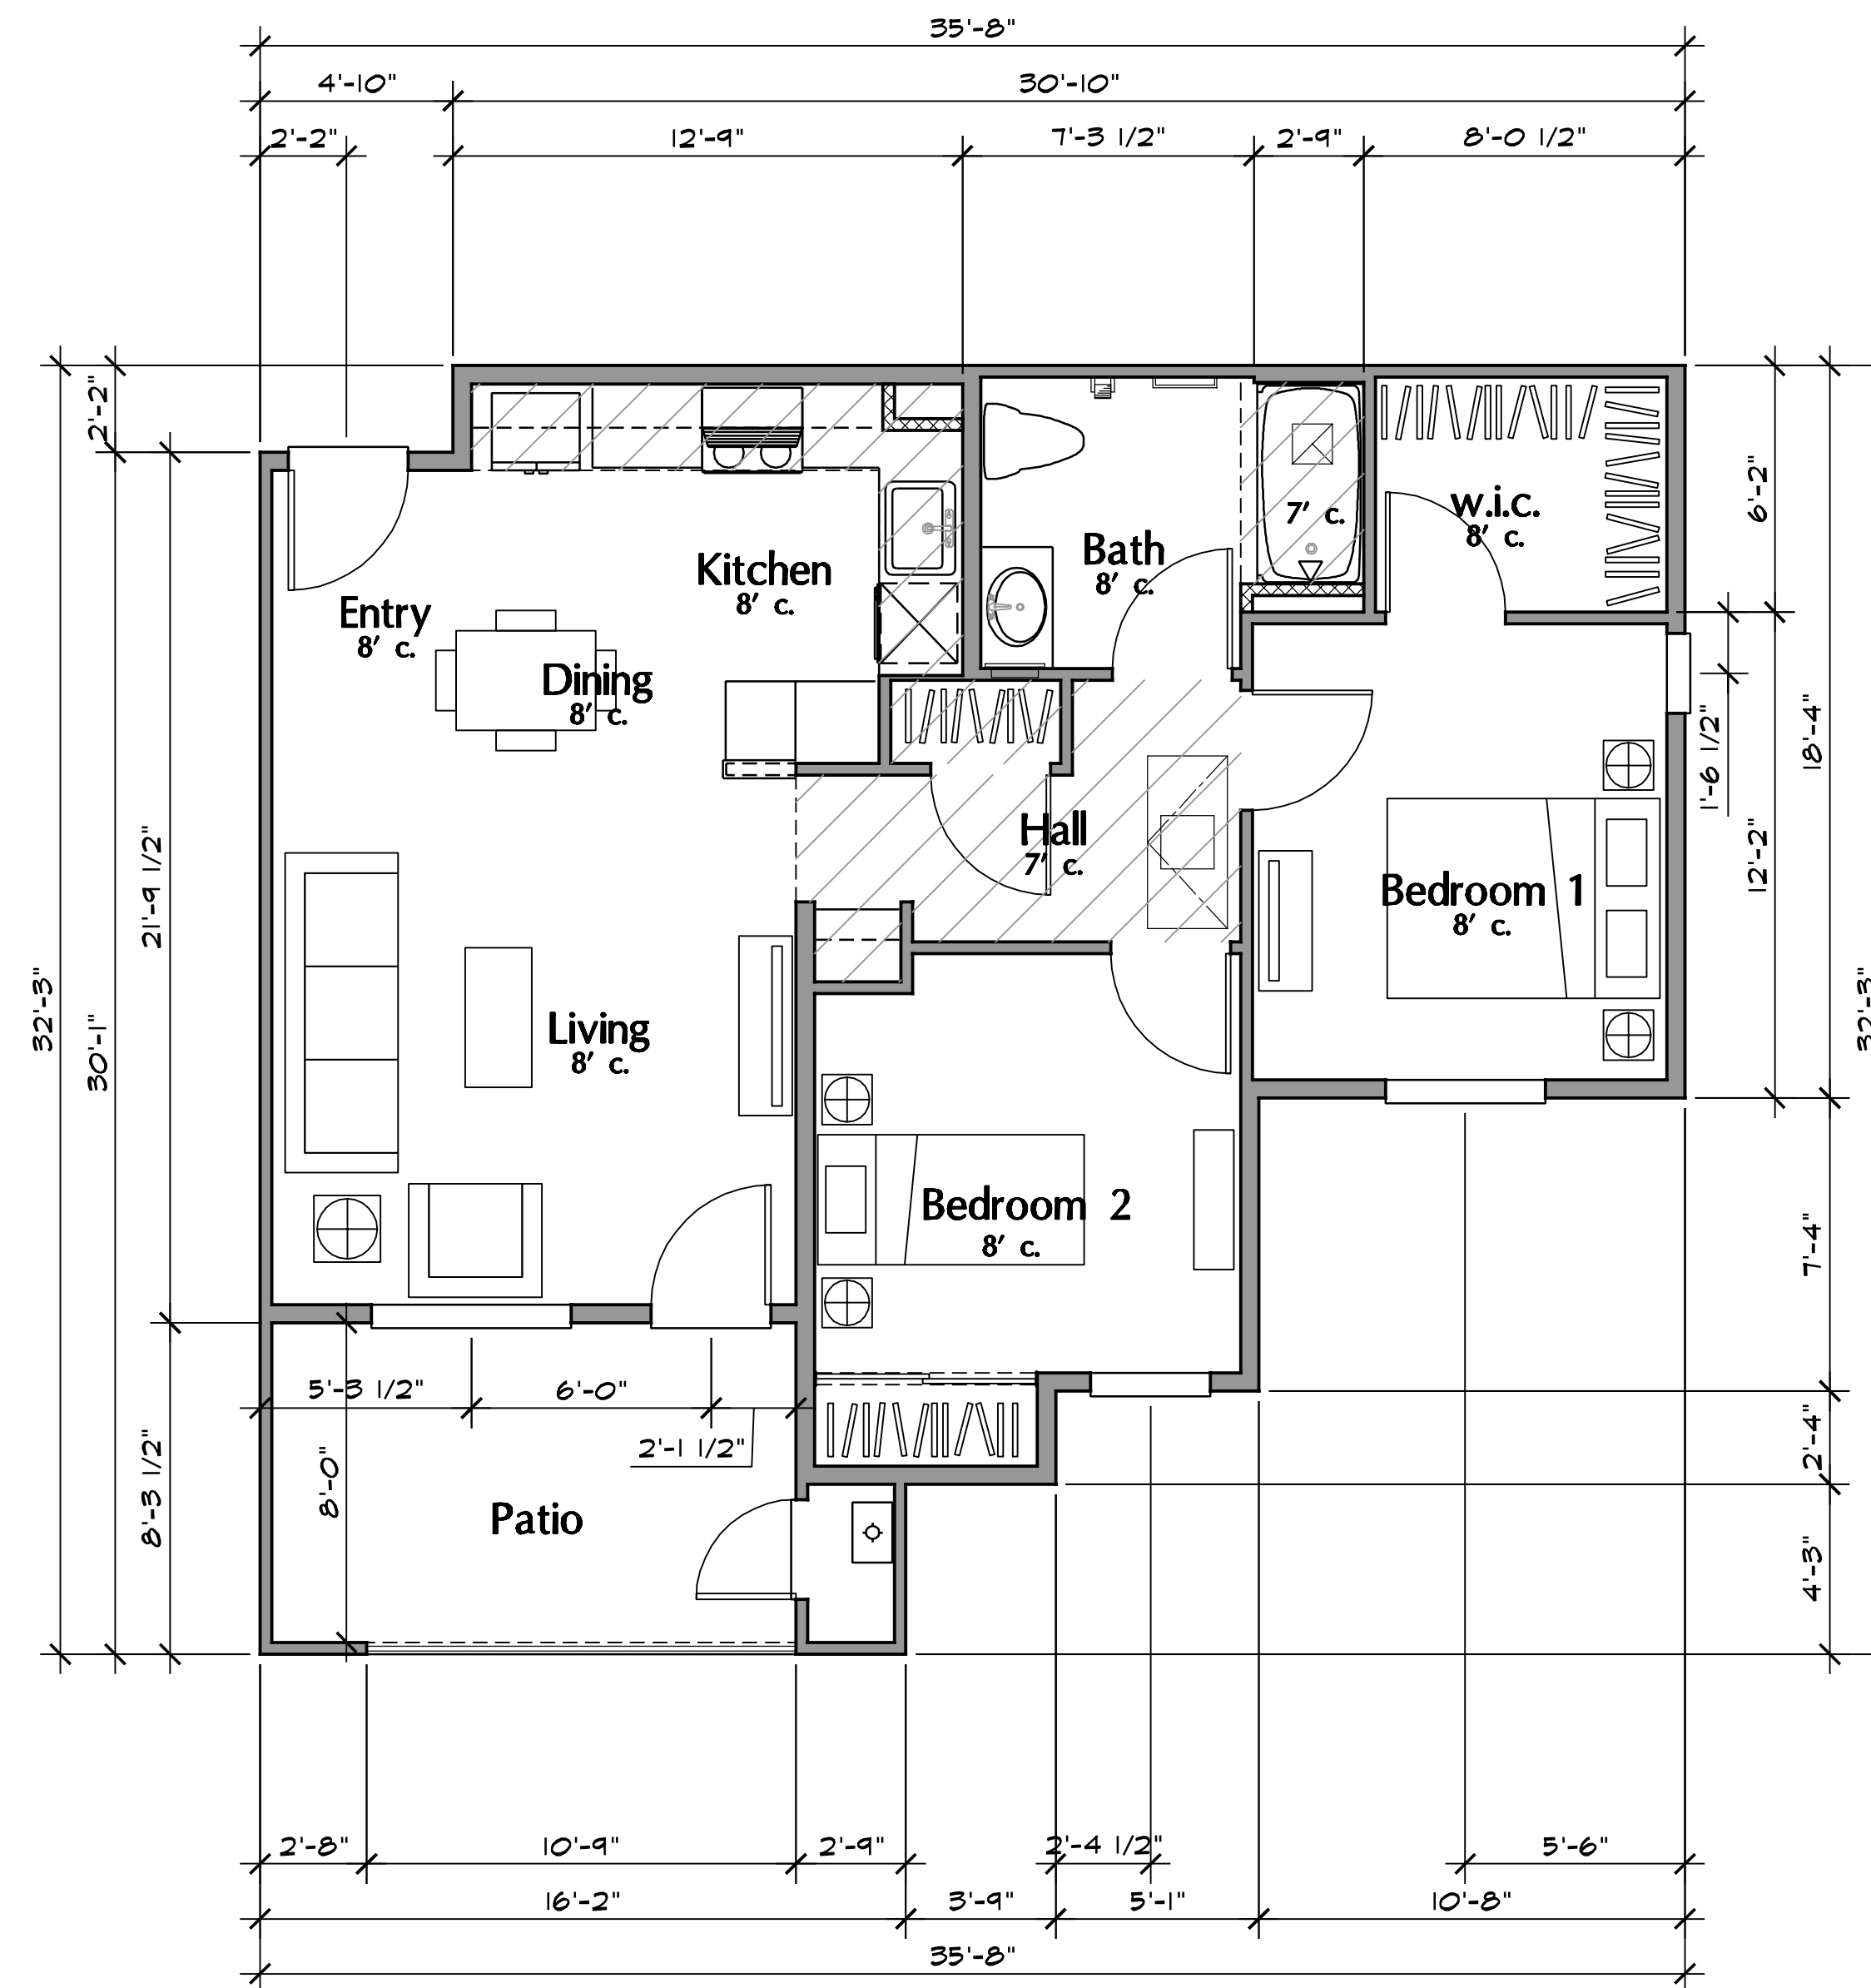 35'-8"
4'-10" 30'-10"
2'-2" 12'-9" 7'-3 1/2" 2'-9" 8'-0 1/2"
2'-2"
32'-3"
30'-1"
21'-9 1/2"
8'-3 1/2"
Entry
8' c.
Kitchen
8' c.
Dining
8' c.
Bath
8' c.
7' c.
w.i.c.
8' c.
Hall
7' c.
Living
8' c.
Bedroom 1
8' c.
Bedroom 2
8' c.
Patio
5'-3 1/2" 6'-0"
2'-1 1/2"
8'-0"
6'-2"
1'-6 1/2"
12'-2"
18'-4"
32'-3"
7'-4"
2'-4"
4'-3"
2'-8" 10'-9" 2'-9" 2'-4 1/2" 5'-6"
16'-2" 3'-9" 5'-1" 10'-8"
35'-8"